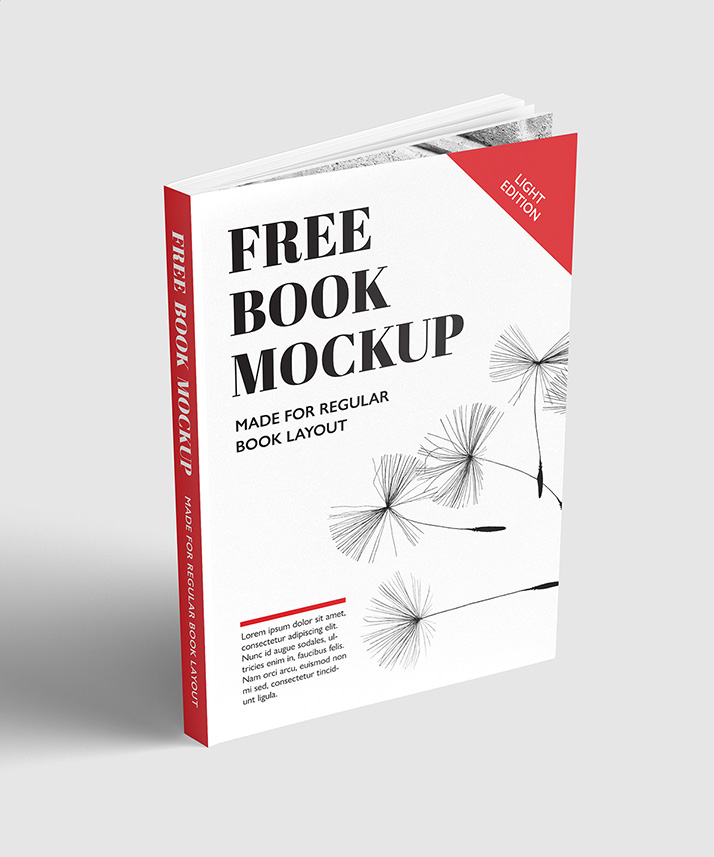 LIGHT
EDITION
FREE
BOOK
MOCKUP
MADE FOR REGULAR
BOOK LAYOUT
Lorem ipsum dolor sit amet,
consectetur adipiscing elit.
Nunc id augue sodales, ul-
tricies enim in, faucibus felis.
Nam orci arcu, euismod non
mi sed, consectetur tincid-
unt ligula.
FREE BOOK MOCKUP MADE FOR REGULAR BOOK LAYOUT